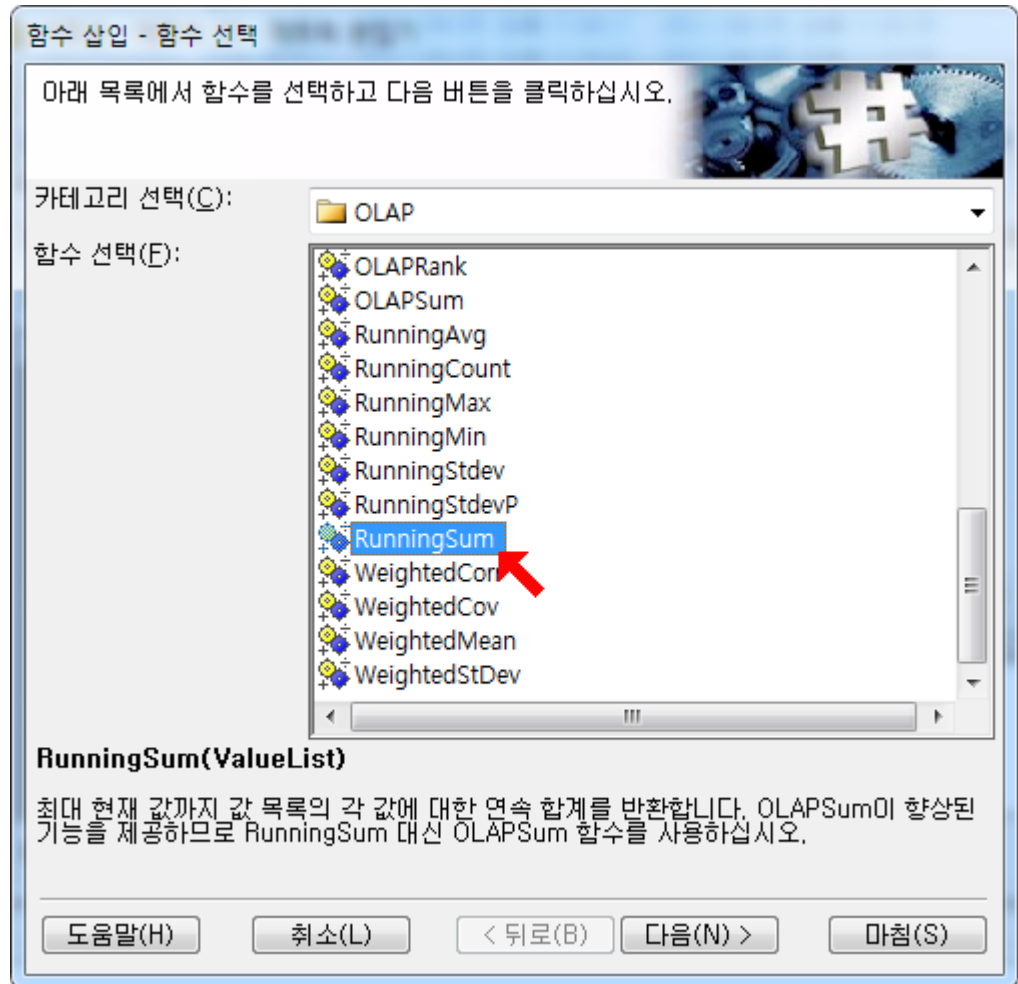 함수 삽입 - 함수 선택
아래 목록에서 함수를 선택하고 다음 버튼을 클릭하십시오.
카테고리 선택(C):
OLAP
함수 선택(F):
OLAPRank
OLAPSum
RunningAvg
RunningCount
RunningMax
RunningMin
RunningStdev
RunningStdevP
RunningSum
WeightedCorr
WeightedCov
WeightedMean
WeightedStDev
RunningSum(ValueList)
최대 현재 값까지 값 목록의 각 값에 대한 연속 합계를 반환합니다. OLAPSum이 향상된
기능을 제공하므로 RunningSum 대신 OLAPSum 함수를 사용하십시오.
도움말(H) 취소(L) < 뒤로(B) 다음(N) > 마침(S)